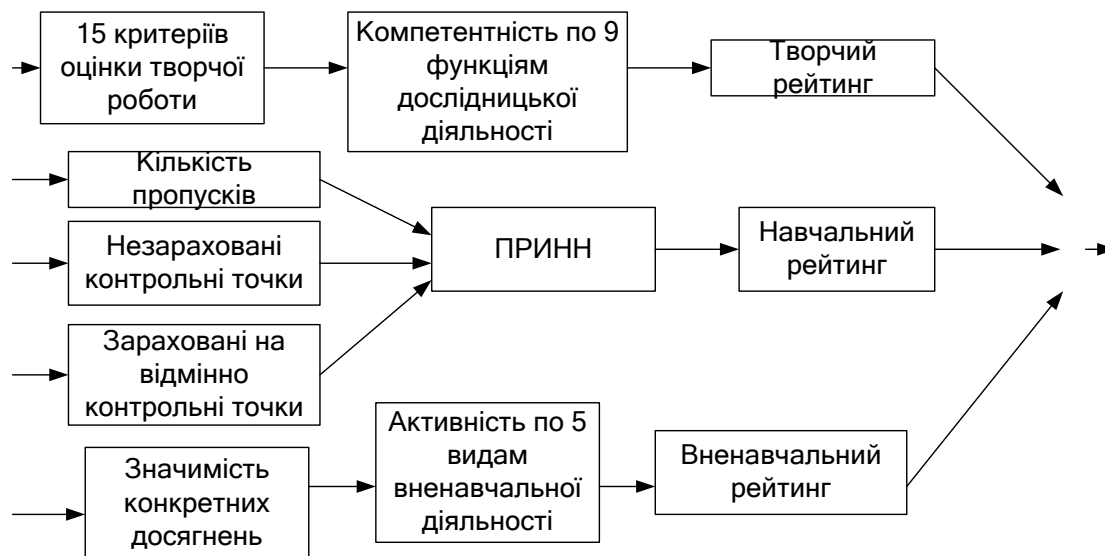 15 критеріїв
оцінки творчої
роботи
Компетентність по 9
функціям
дослідницької
діяльності
Творчий
рейтинг
Кількість
пропусків
Незараховані
контрольні точки
Зараховані на
відмінно
контрольні точки
ПРИНН
Навчальний
рейтинг
Значимість
конкретних
досягнень
Активність по 5
видам
вненавчальної
діяльності
Вненавчальний
рейтинг